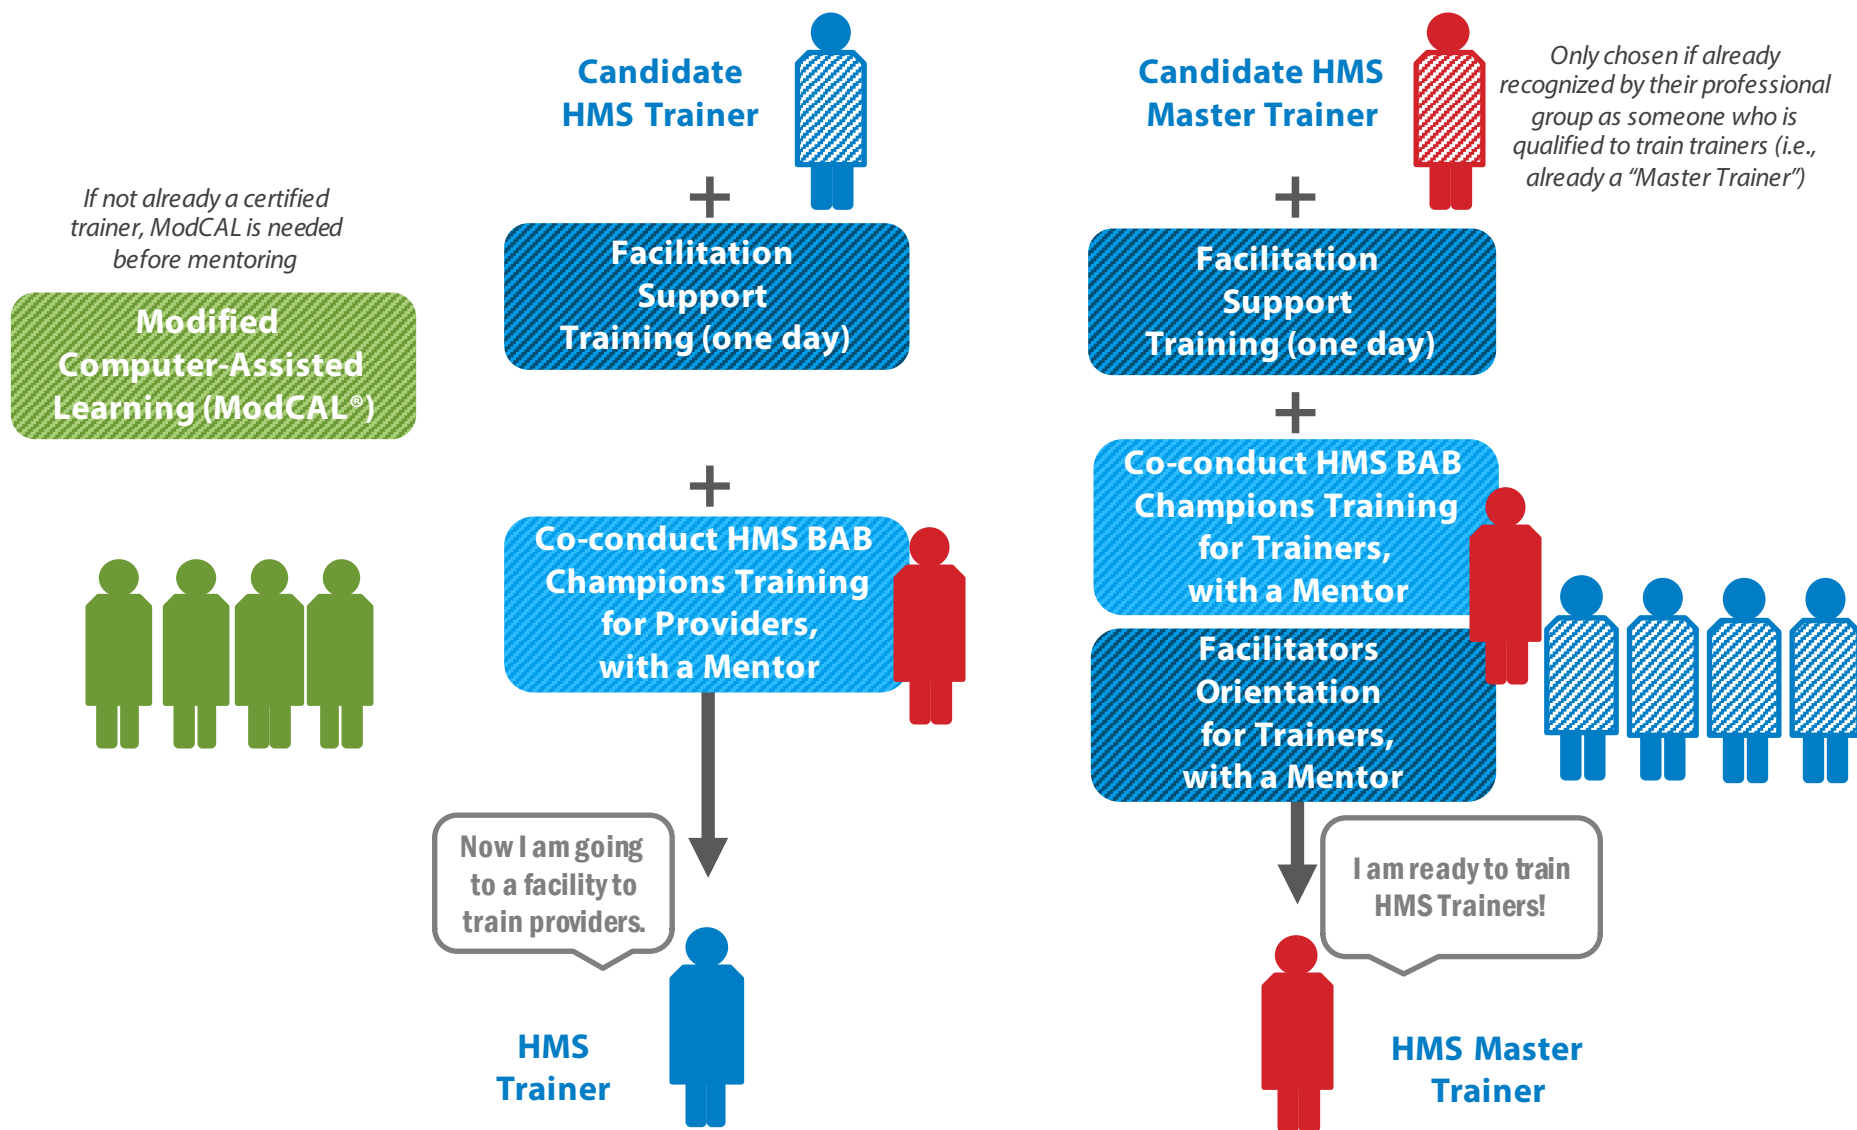 Candidate
HMS Trainer
Candidate HMS
Master Trainer
Only chosen if already
recognized by their professional
group as someone who is
qualified to train trainers (i.e.,
already a “Master Trainer”)
If not already a certified
trainer, ModCAL is needed
before mentoring
Modified
Computer-Assisted
Learning (ModCAL®)
Facilitation
Support
Training (one day)
Facilitation
Support
Training (one day)
Co-conduct HMS BAB
Champions Training
for Providers,
with a Mentor
Co-conduct HMS BAB
Champions Training
for Trainers,
with a Mentor
Facilitators
Orientation
for Trainers,
with a Mentor
Now I am going
to a facility to
train providers.
I am ready to train
HMS Trainers!
HMS
Trainer
HMS Master
Trainer